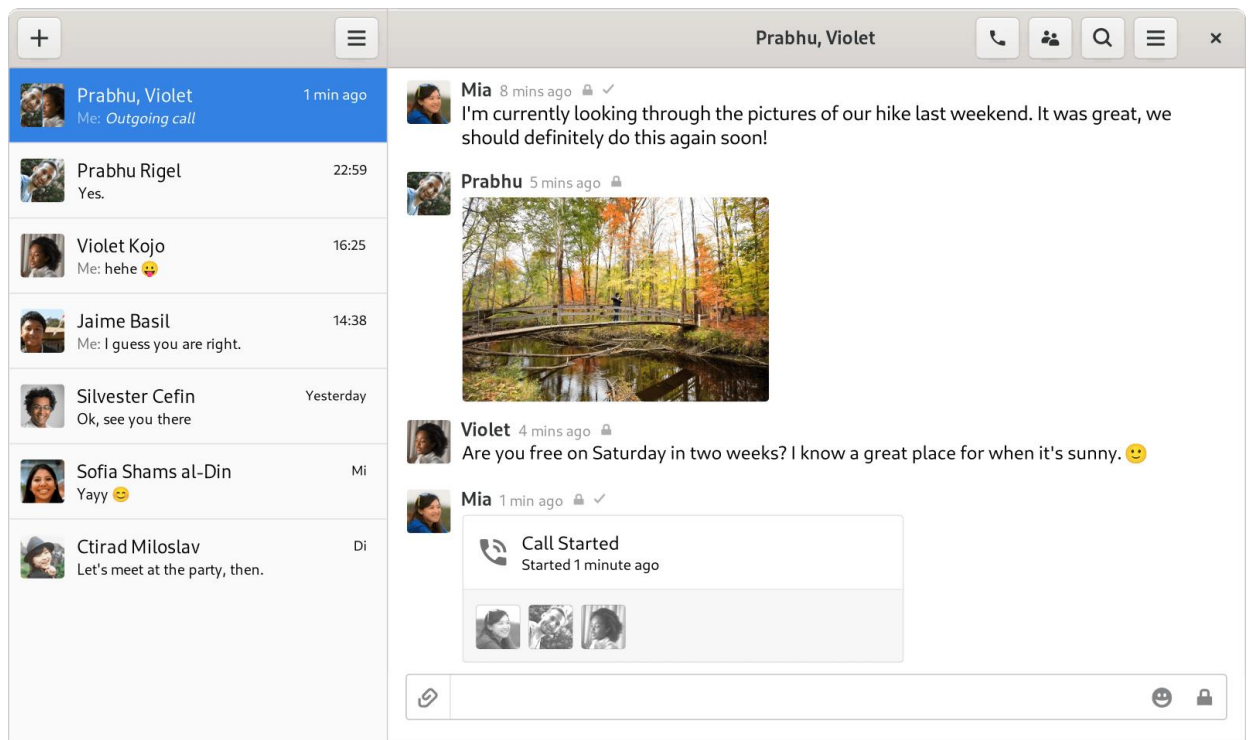 Prabhu, Violet
Prabhu, Violet 1 min ago
Me: Outgoing call
Prabhu Rigel 22:59
Yes.
Violet Kojo 16:25
Me: hehe 😛
Jaime Basil 14:38
Me: I guess you are right.
Silvester Cefin Yesterday
Ok, see you there
Sofia Shams al-Din Mi
Yayy 😊
Ctirad Miloslav Di
Let's meet at the party, then.
Mia 8 mins ago
I'm currently looking through the pictures of our hike last weekend. It was great, we
should definitely do this again soon!
Prabhu 5 mins ago
Violet 4 mins ago
Are you free on Saturday in two weeks? I know a great place for when it's sunny. 🙂
Mia 1 min ago
Call Started
Started 1 minute ago